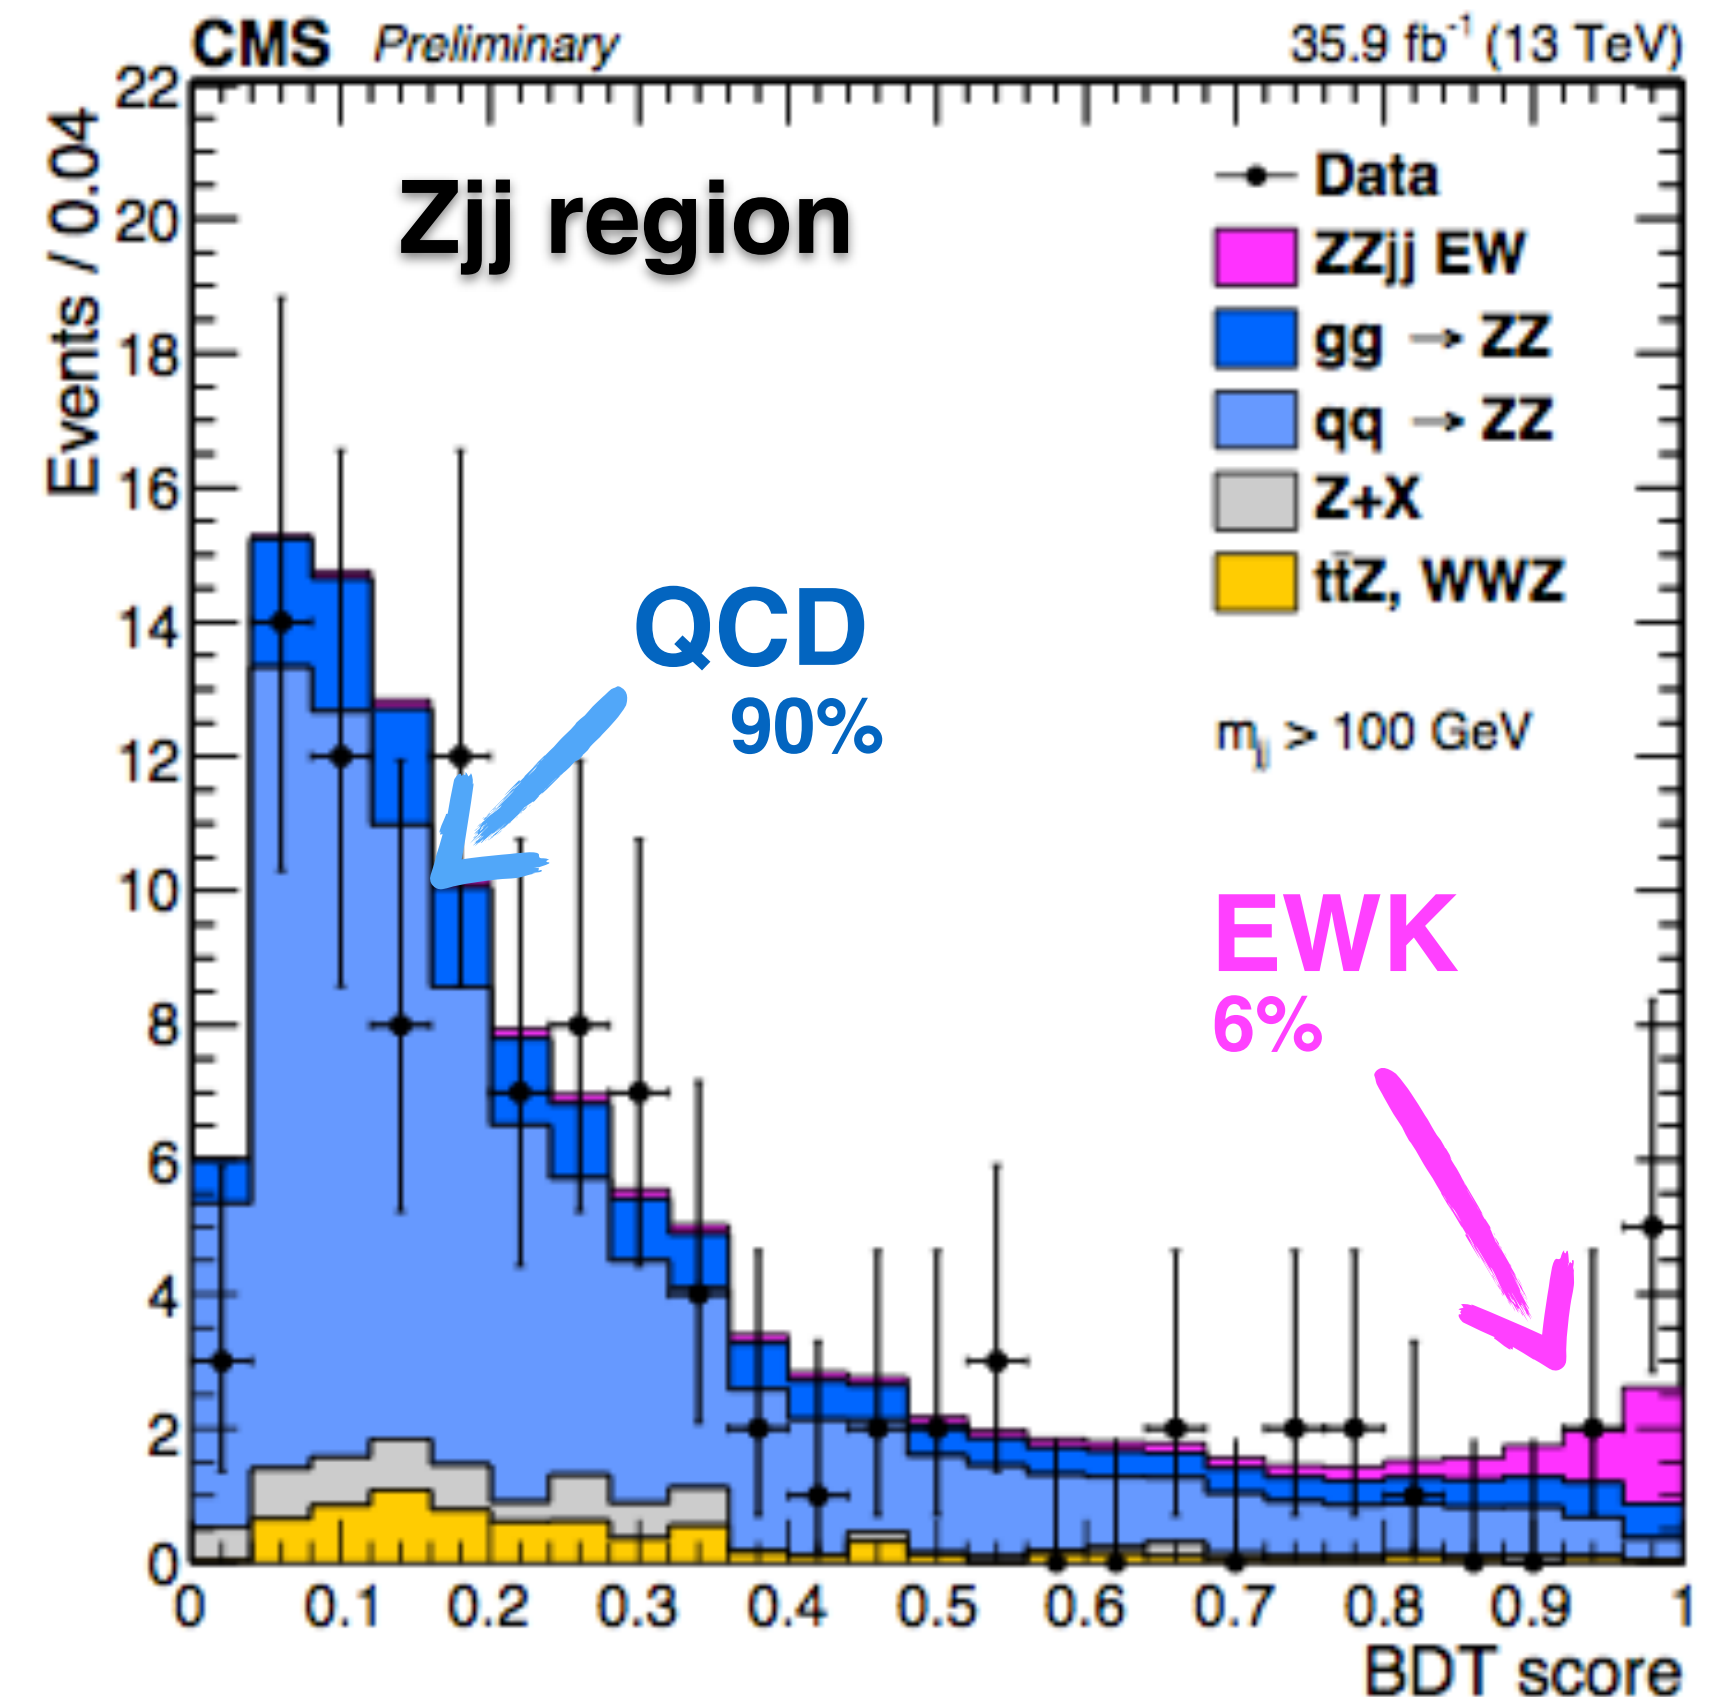 CMS Preliminary 35.9 fb⁻¹ (13 TeV)
Events / 0.04
22
20
18
16
14
12
10
8
6
4
2
0
Zjj region
Data
ZZjj EW
gg → ZZ
qq → ZZ
Z+X
tt̄Z, WWZ
m_jj > 100 GeV
QCD
90%
EWK
6%
0 0.1 0.2 0.3 0.4 0.5 0.6 0.7 0.8 0.9 1
BDT score